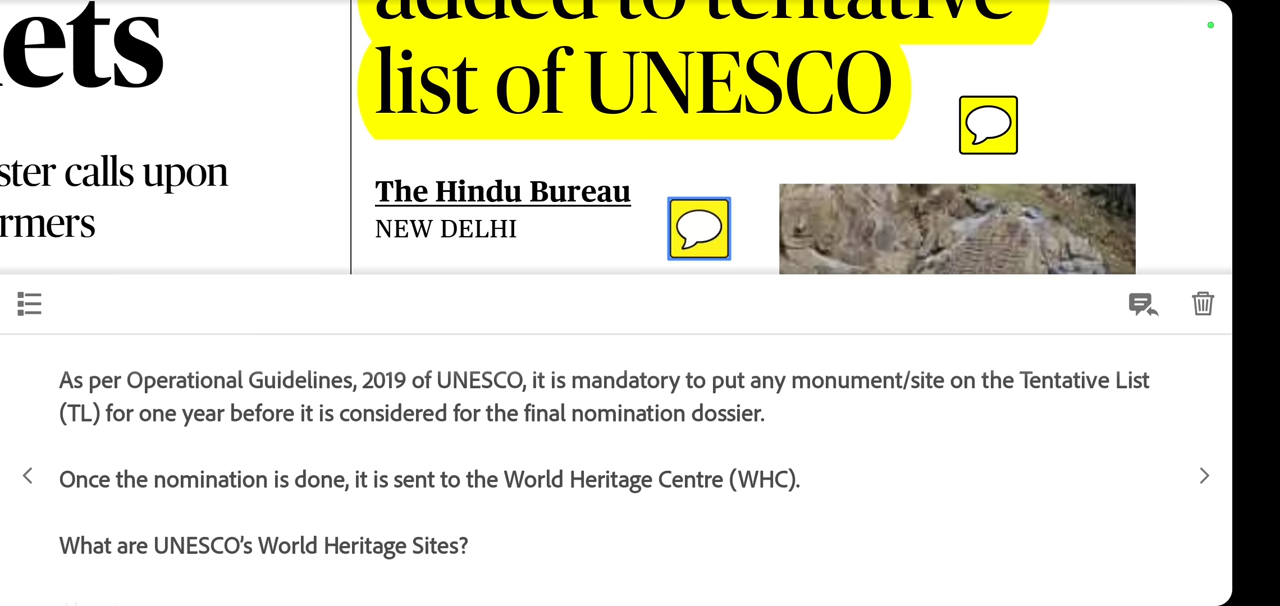 ets
ster calls upon
rmers
added to tentative
list of UNESCO
The Hindu Bureau
NEW DELHI
As per Operational Guidelines, 2019 of UNESCO, it is mandatory to put any monument/site on the Tentative List
(TL) for one year before it is considered for the final nomination dossier.
Once the nomination is done, it is sent to the World Heritage Centre (WHC).
What are UNESCO's World Heritage Sites?